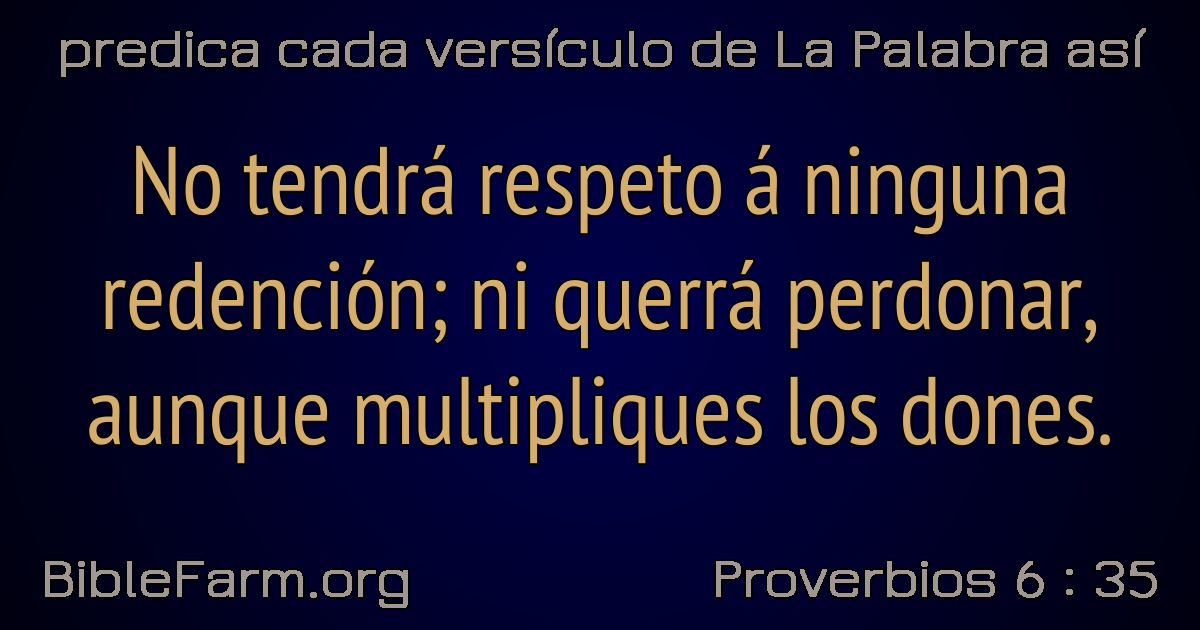 predica cada versículo de La Palabra así
No tendrá respeto á ninguna
redención; ni querrá perdonar,
aunque multipliques los dones.
BibleFarm.org
Proverbios 6 : 35